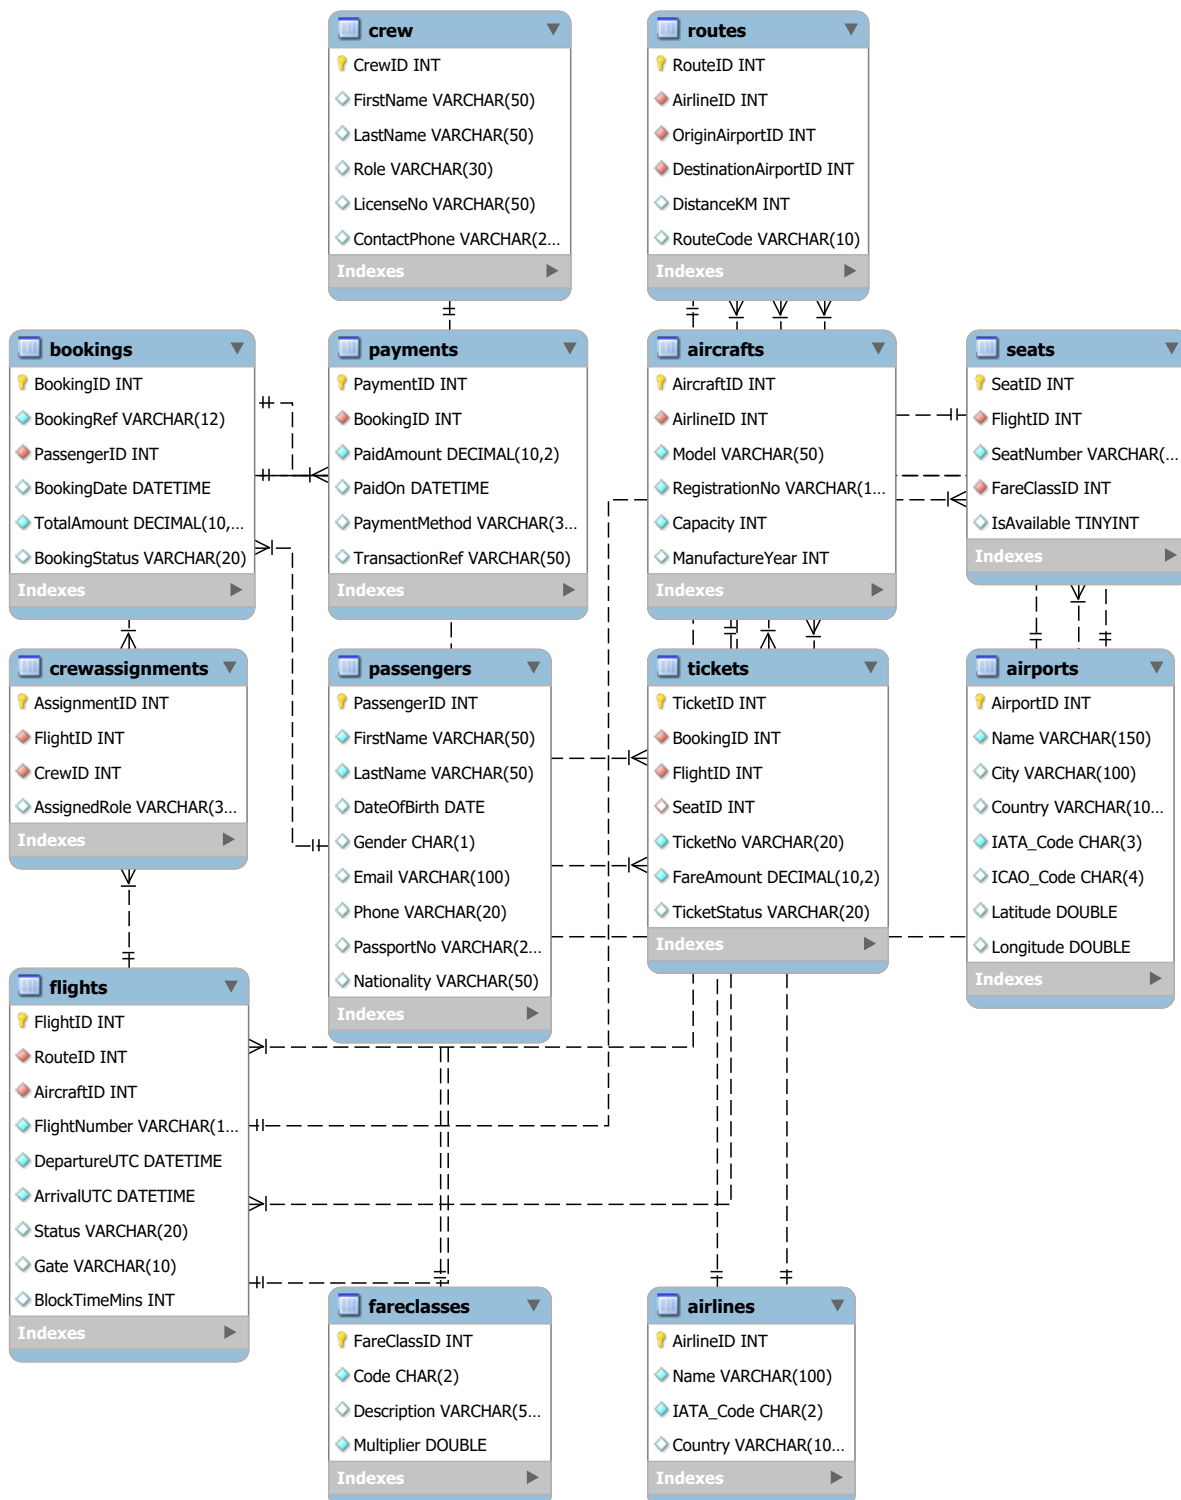 crew
CrewID INT
FirstName VARCHAR(50)
LastName VARCHAR(50)
Role VARCHAR(30)
LicenseNo VARCHAR(50)
ContactPhone VARCHAR(2...
Indexes
routes
RouteID INT
AirlineID INT
OriginAirportID INT
DestinationAirportID INT
DistanceKM INT
RouteCode VARCHAR(10)
Indexes
bookings
BookingID INT
BookingRef VARCHAR(12)
PassengerID INT
BookingDate DATETIME
TotalAmount DECIMAL(10,...
BookingStatus VARCHAR(20)
Indexes
payments
PaymentID INT
BookingID INT
PaidAmount DECIMAL(10,2)
PaidOn DATETIME
PaymentMethod VARCHAR(3...
TransactionRef VARCHAR(50)
Indexes
aircrafts
AircraftID INT
AirlineID INT
Model VARCHAR(50)
RegistrationNo VARCHAR(1...
Capacity INT
ManufactureYear INT
Indexes
seats
SeatID INT
FlightID INT
SeatNumber VARCHAR(...
FareClassID INT
IsAvailable TINYINT
Indexes
crewassignments
AssignmentID INT
FlightID INT
CrewID INT
AssignedRole VARCHAR(3...
Indexes
passengers
PassengerID INT
FirstName VARCHAR(50)
LastName VARCHAR(50)
DateOfBirth DATE
Gender CHAR(1)
Email VARCHAR(100)
Phone VARCHAR(20)
PassportNo VARCHAR(2...
Nationality VARCHAR(50)
Indexes
tickets
TicketID INT
BookingID INT
FlightID INT
SeatID INT
TicketNo VARCHAR(20)
FareAmount DECIMAL(10,2)
TicketStatus VARCHAR(20)
Indexes
airports
AirportID INT
Name VARCHAR(150)
City VARCHAR(100)
Country VARCHAR(10...
IATA_Code CHAR(3)
ICAO_Code CHAR(4)
Latitude DOUBLE
Longitude DOUBLE
Indexes
flights
FlightID INT
RouteID INT
AircraftID INT
FlightNumber VARCHAR(1...
DepartureUTC DATETIME
ArrivalUTC DATETIME
Status VARCHAR(20)
Gate VARCHAR(10)
BlockTimeMins INT
Indexes
fareclasses
FareClassID INT
Code CHAR(2)
Description VARCHAR(5...
Multiplier DOUBLE
Indexes
airlines
AirlineID INT
Name VARCHAR(100)
IATA_Code CHAR(2)
Country VARCHAR(10...
Indexes